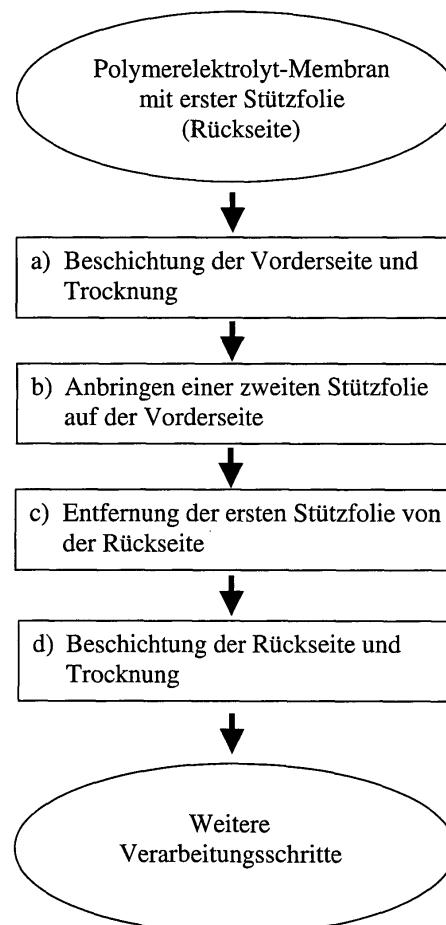 Polymerelektrolyt-Membran
mit erster Stützfolie
(Rückseite)
a) Beschichtung der Vorderseite und
Trocknung
b) Anbringen einer zweiten Stützfolie
auf der Vorderseite
c) Entfernung der ersten Stützfolie von
der Rückseite
d) Beschichtung der Rückseite und
Trocknung
Weitere
Verarbeitungsschritte